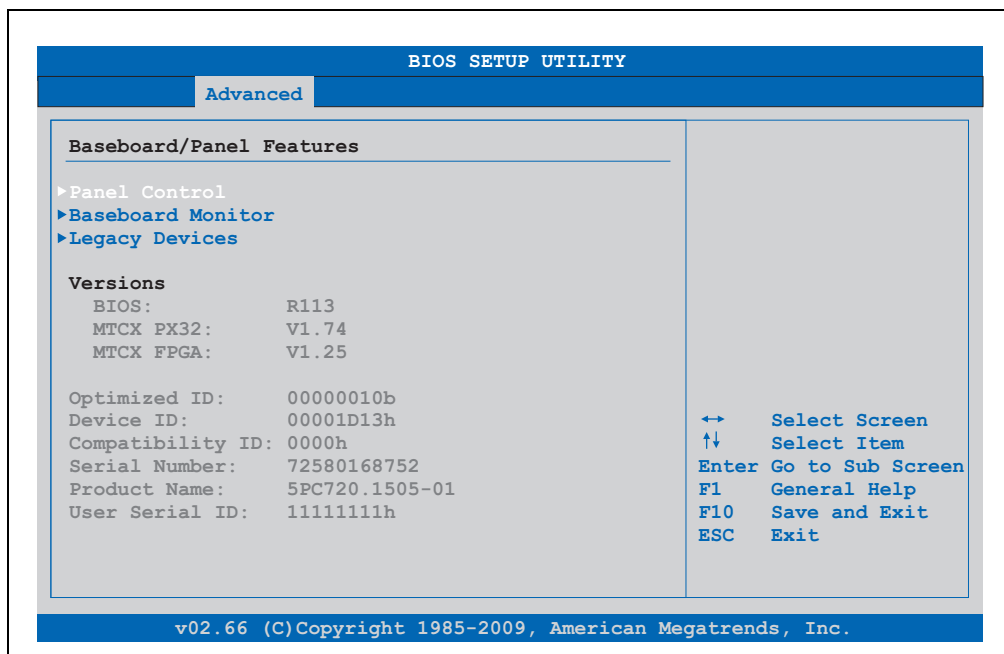 BIOS SETUP UTILITY
Advanced
Baseboard/Panel Features
▶Panel Control
▶Baseboard Monitor
▶Legacy Devices
Versions
BIOS: R113
MTCX PX32: V1.74
MTCX FPGA: V1.25
Optimized ID: 00000010b
Device ID: 00001D13h
Compatibility ID: 0000h
Serial Number: 72580168752
Product Name: 5PC720.1505-01
User Serial ID: 11111111h
↔ Select Screen
↑↓ Select Item
Enter Go to Sub Screen
F1 General Help
F10 Save and Exit
ESC Exit
v02.66 (C)Copyright 1985-2009, American Megatrends, Inc.